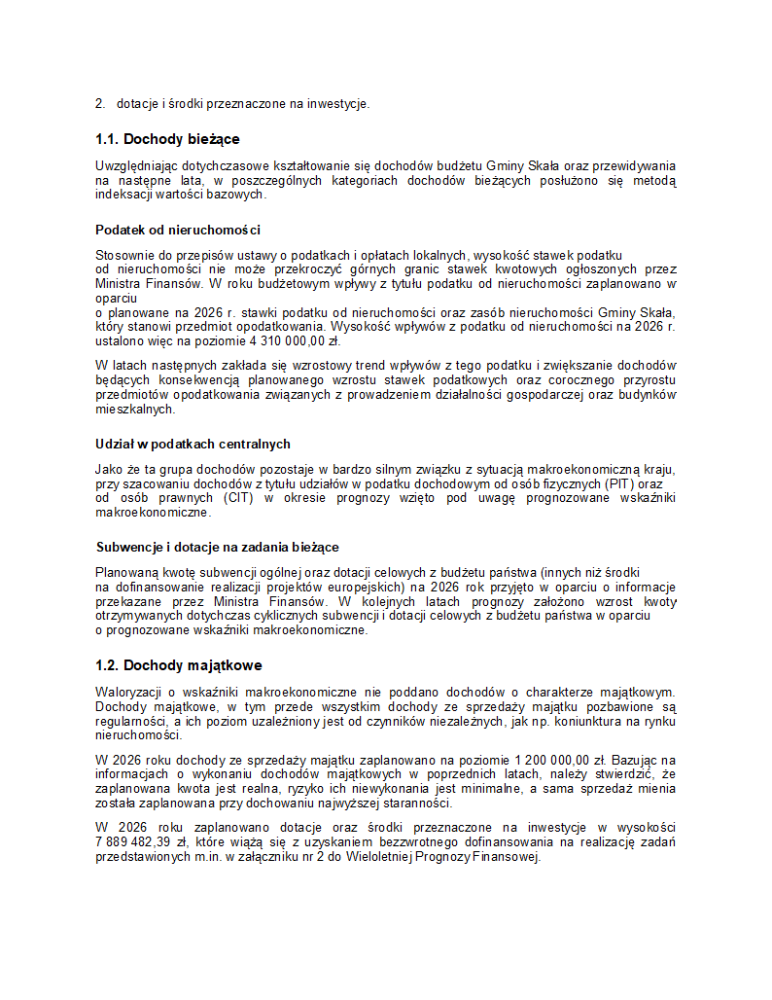 2. dotacje i środki przeznaczone na inwestycje.
1.1. Dochody bieżące
Uwzględniając dotychczasowe kształtowanie się dochodów budżetu Gminy Skała oraz przewidywania
na następne lata, w poszczególnych kategoriach dochodów bieżących posłużono się metodą
indeksacji wartości bazowych.
Podatek od nieruchomości
Stosownie do przepisów ustawy o podatkach i opłatach lokalnych, wysokość stawek podatku
od nieruchomości nie może przekroczyć górnych granic stawek kwotowych ogłoszonych przez
Ministra Finansów. W roku budżetowym wpływy z tytułu podatku od nieruchomości zaplanowano w
oparciu
o planowane na 2026 r. stawki podatku od nieruchomości oraz zasób nieruchomości Gminy Skała,
który stanowi przedmiot opodatkowania. Wysokość wpływów z podatku od nieruchomości na 2026 r.
ustalono więc na poziomie 4 310 000,00 zł.
W latach następnych zakłada się wzrostowy trend wpływów z tego podatku i zwiększanie dochodów
będących konsekwencją planowanego wzrostu stawek podatkowych oraz corocznego przyrostu
przedmiotów opodatkowania związanych z prowadzeniem działalności gospodarczej oraz budynków
mieszkalnych.
Udział w podatkach centralnych
Jako że ta grupa dochodów pozostaje w bardzo silnym związku z sytuacją makroekonomiczną kraju,
przy szacowaniu dochodów z tytułu udziałów w podatku dochodowym od osób fizycznych (PIT) oraz
od osób prawnych (CIT) w okresie prognozy wzięto pod uwagę prognozowane wskaźniki
makroekonomiczne.
Subwencje i dotacje na zadania bieżące
Planowaną kwotę subwencji ogólnej oraz dotacji celowych z budżetu państwa (innych niż środki
na dofinansowanie realizacji projektów europejskich) na 2026 rok przyjęto w oparciu o informacje
przekazane przez Ministra Finansów. W kolejnych latach prognozy założono wzrost kwoty
otrzymywanych dotychczas cyklicznych subwencji i dotacji celowych z budżetu państwa w oparciu
o prognozowane wskaźniki makroekonomiczne.
1.2. Dochody majątkowe
Waloryzacji o wskaźniki makroekonomiczne nie poddano dochodów o charakterze majątkowym.
Dochody majątkowe, w tym przede wszystkim dochody ze sprzedaży majątku pozbawione są
regularności, a ich poziom uzależniony jest od czynników niezależnych, jak np. koniunktura na rynku
nieruchomości.
W 2026 roku dochody ze sprzedaży majątku zaplanowano na poziomie 1 200 000,00 zł. Bazując na
informacjach o wykonaniu dochodów majątkowych w poprzednich latach, należy stwierdzić, że
zaplanowana kwota jest realna, ryzyko ich niewykonania jest minimalne, a sama sprzedaż mienia
została zaplanowana przy dochowaniu najwyższej staranności.
W 2026 roku zaplanowano dotacje oraz środki przeznaczone na inwestycje w wysokości
7 889 482,39 zł, które wiążą się z uzyskaniem bezzwrotnego dofinansowania na realizację zadań
przedstawionych m.in. w załączniku nr 2 do Wieloletniej Prognozy Finansowej.